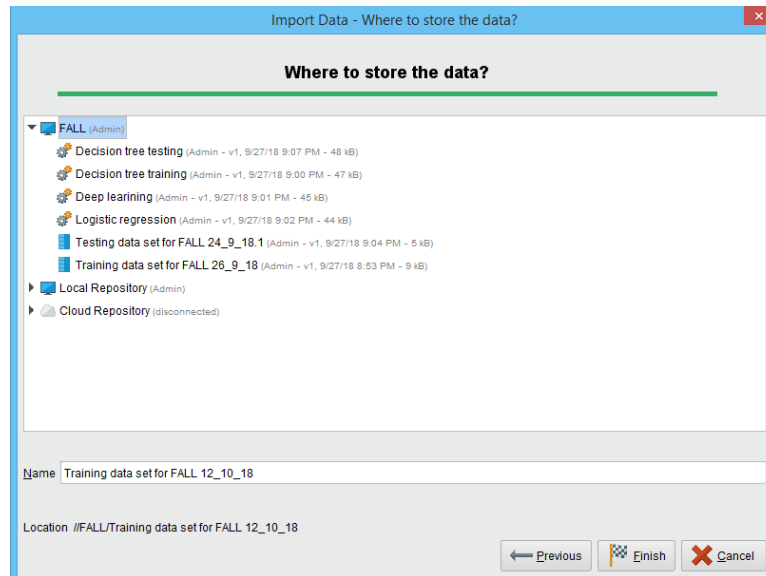 Import Data - Where to store the data?
Where to store the data?
FALL (Admin)
Decision tree testing (Admin - v1, 9/27/18 9:07 PM - 48 kB)
Decision tree training (Admin - v1, 9/27/18 9:00 PM - 47 kB)
Deep learining (Admin - v1, 9/27/18 9:01 PM - 45 kB)
Logistic regression (Admin - v1, 9/27/18 9:02 PM - 44 kB)
Testing data set for FALL 24_9_18.1 (Admin - v1, 9/27/18 9:04 PM - 5 kB)
Training data set for FALL 26_9_18 (Admin - v1, 9/27/18 8:53 PM - 9 kB)
Local Repository (Admin)
Cloud Repository (disconnected)
Name Training data set for FALL 12_10_18
Location //FALL/Training data set for FALL 12_10_18
Previous Finish Cancel